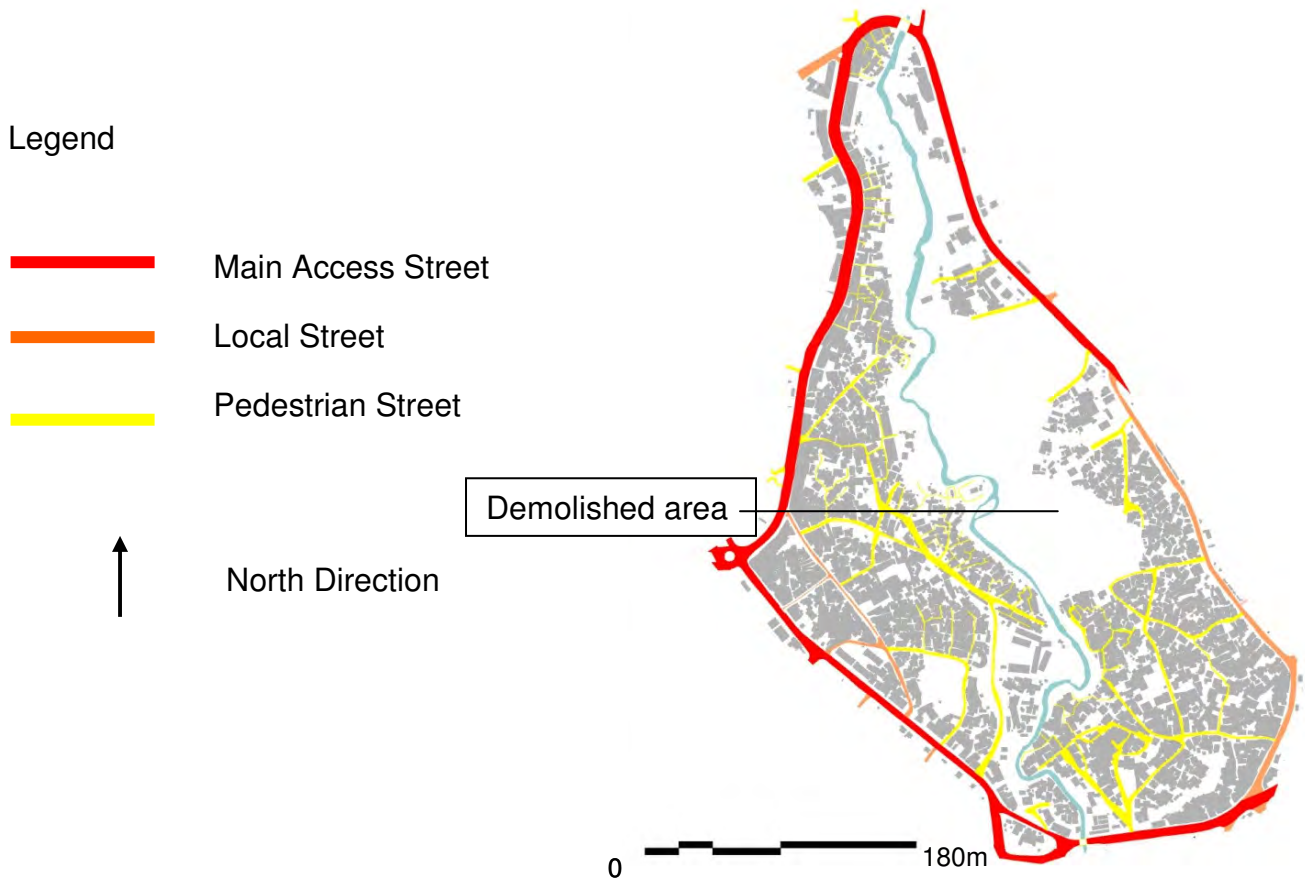 Legend
Main Access Street
Local Street
Pedestrian Street
Demolished area
North Direction
0
180m